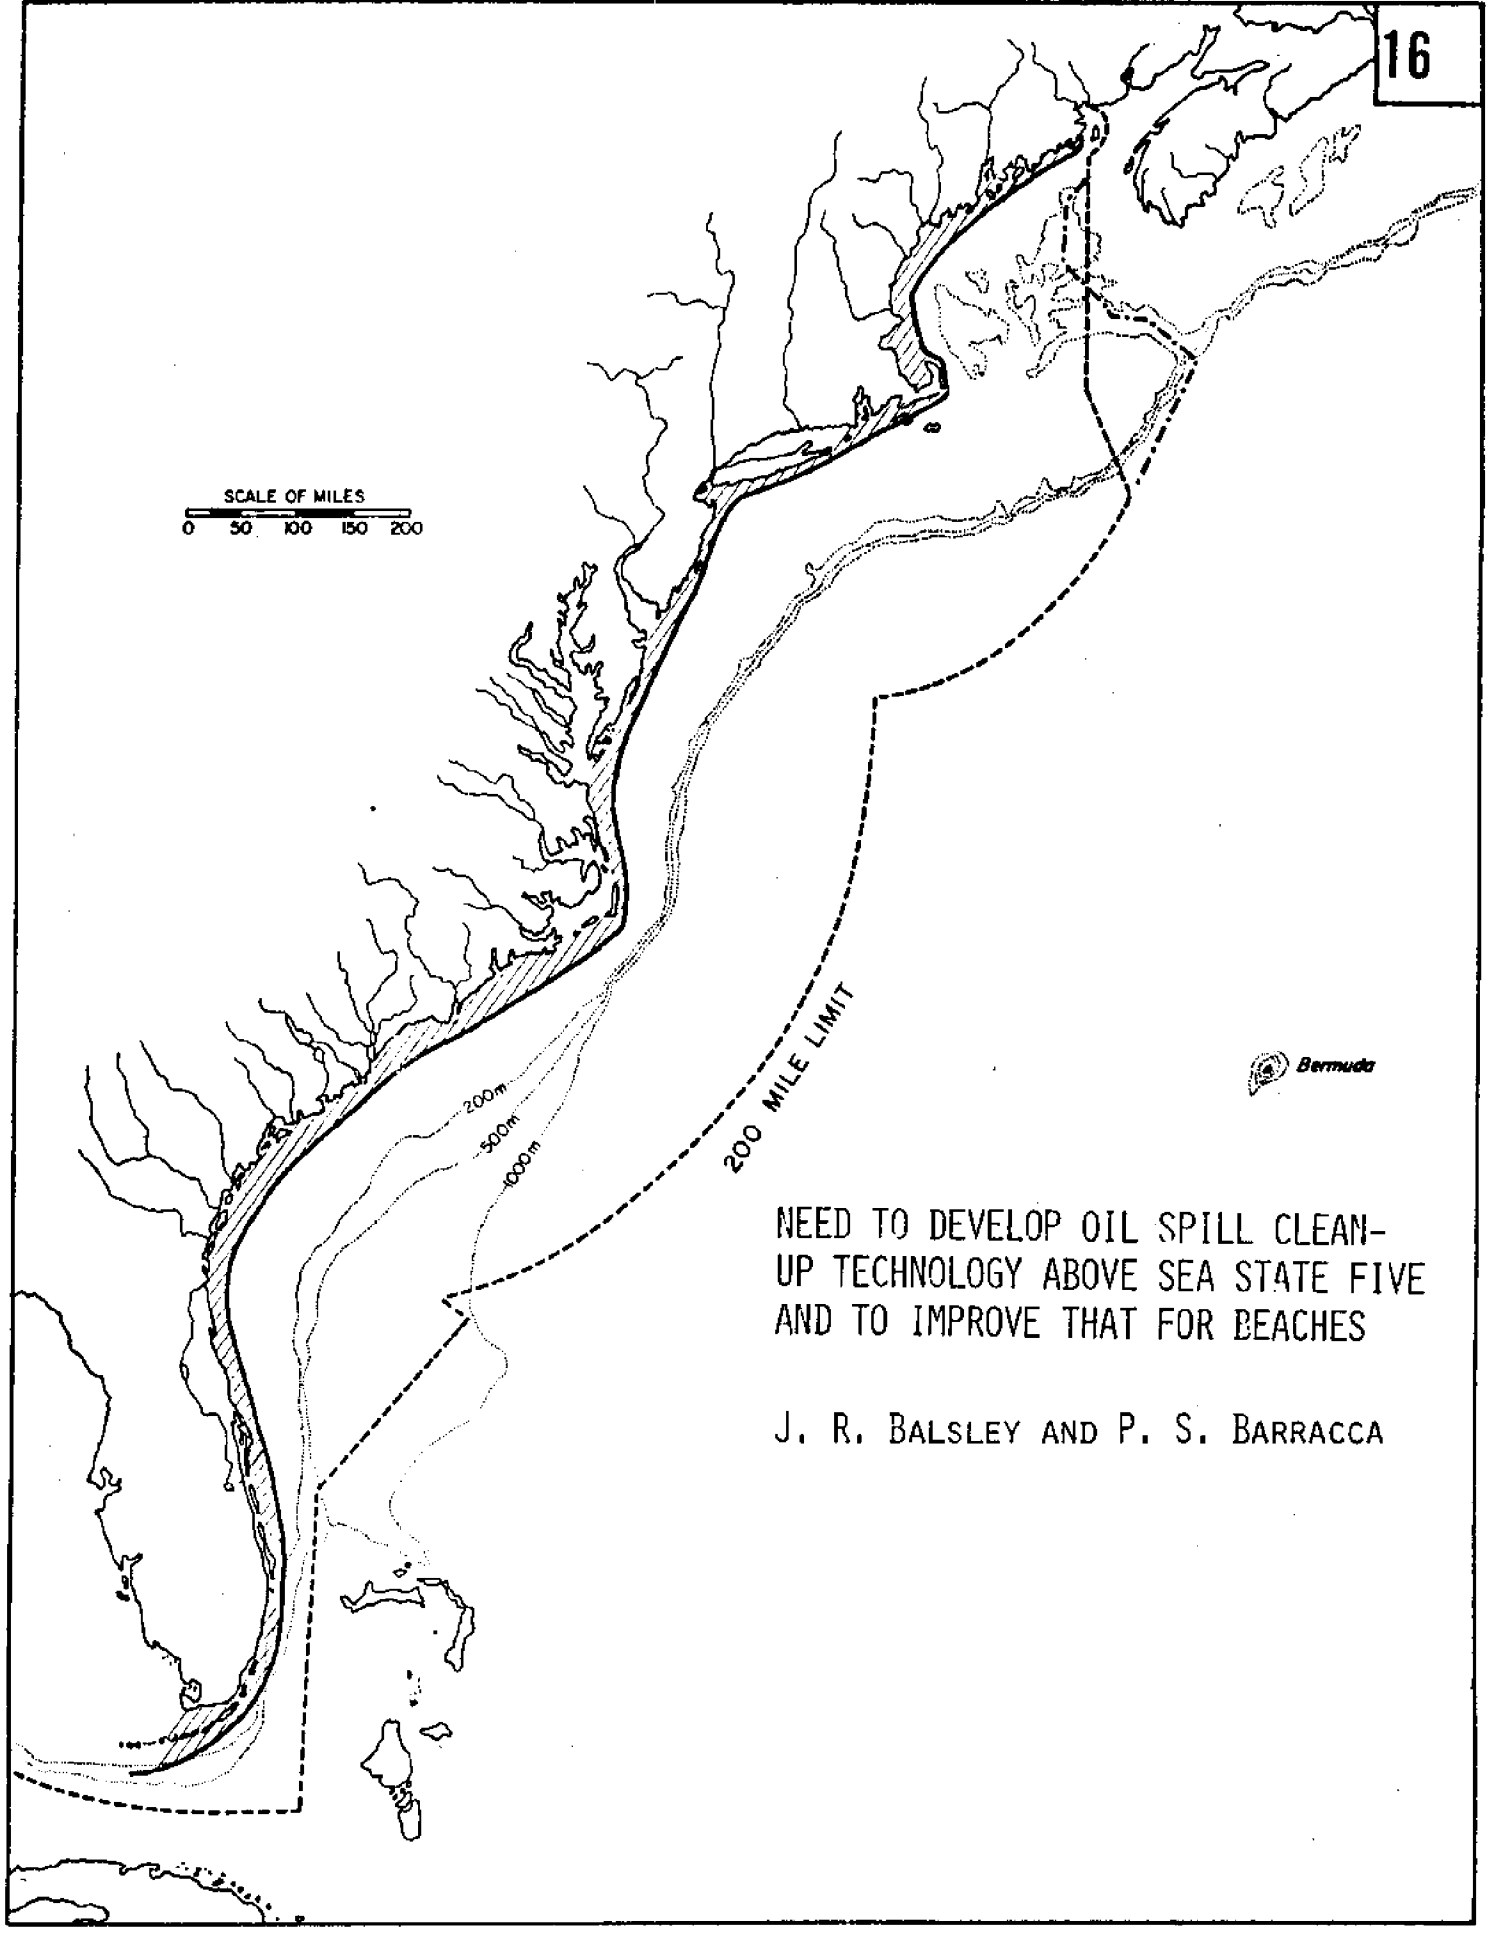 16
SCALE OF MILES
0 50 100 150 200
200 MILE LIMIT
Bermuda
200m
500m
1000m
NEED TO DEVELOP OIL SPILL CLEAN-
UP TECHNOLOGY ABOVE SEA STATE FIVE
AND TO IMPROVE THAT FOR BEACHES
J. R. BALSLEY AND P. S. BARRACCA